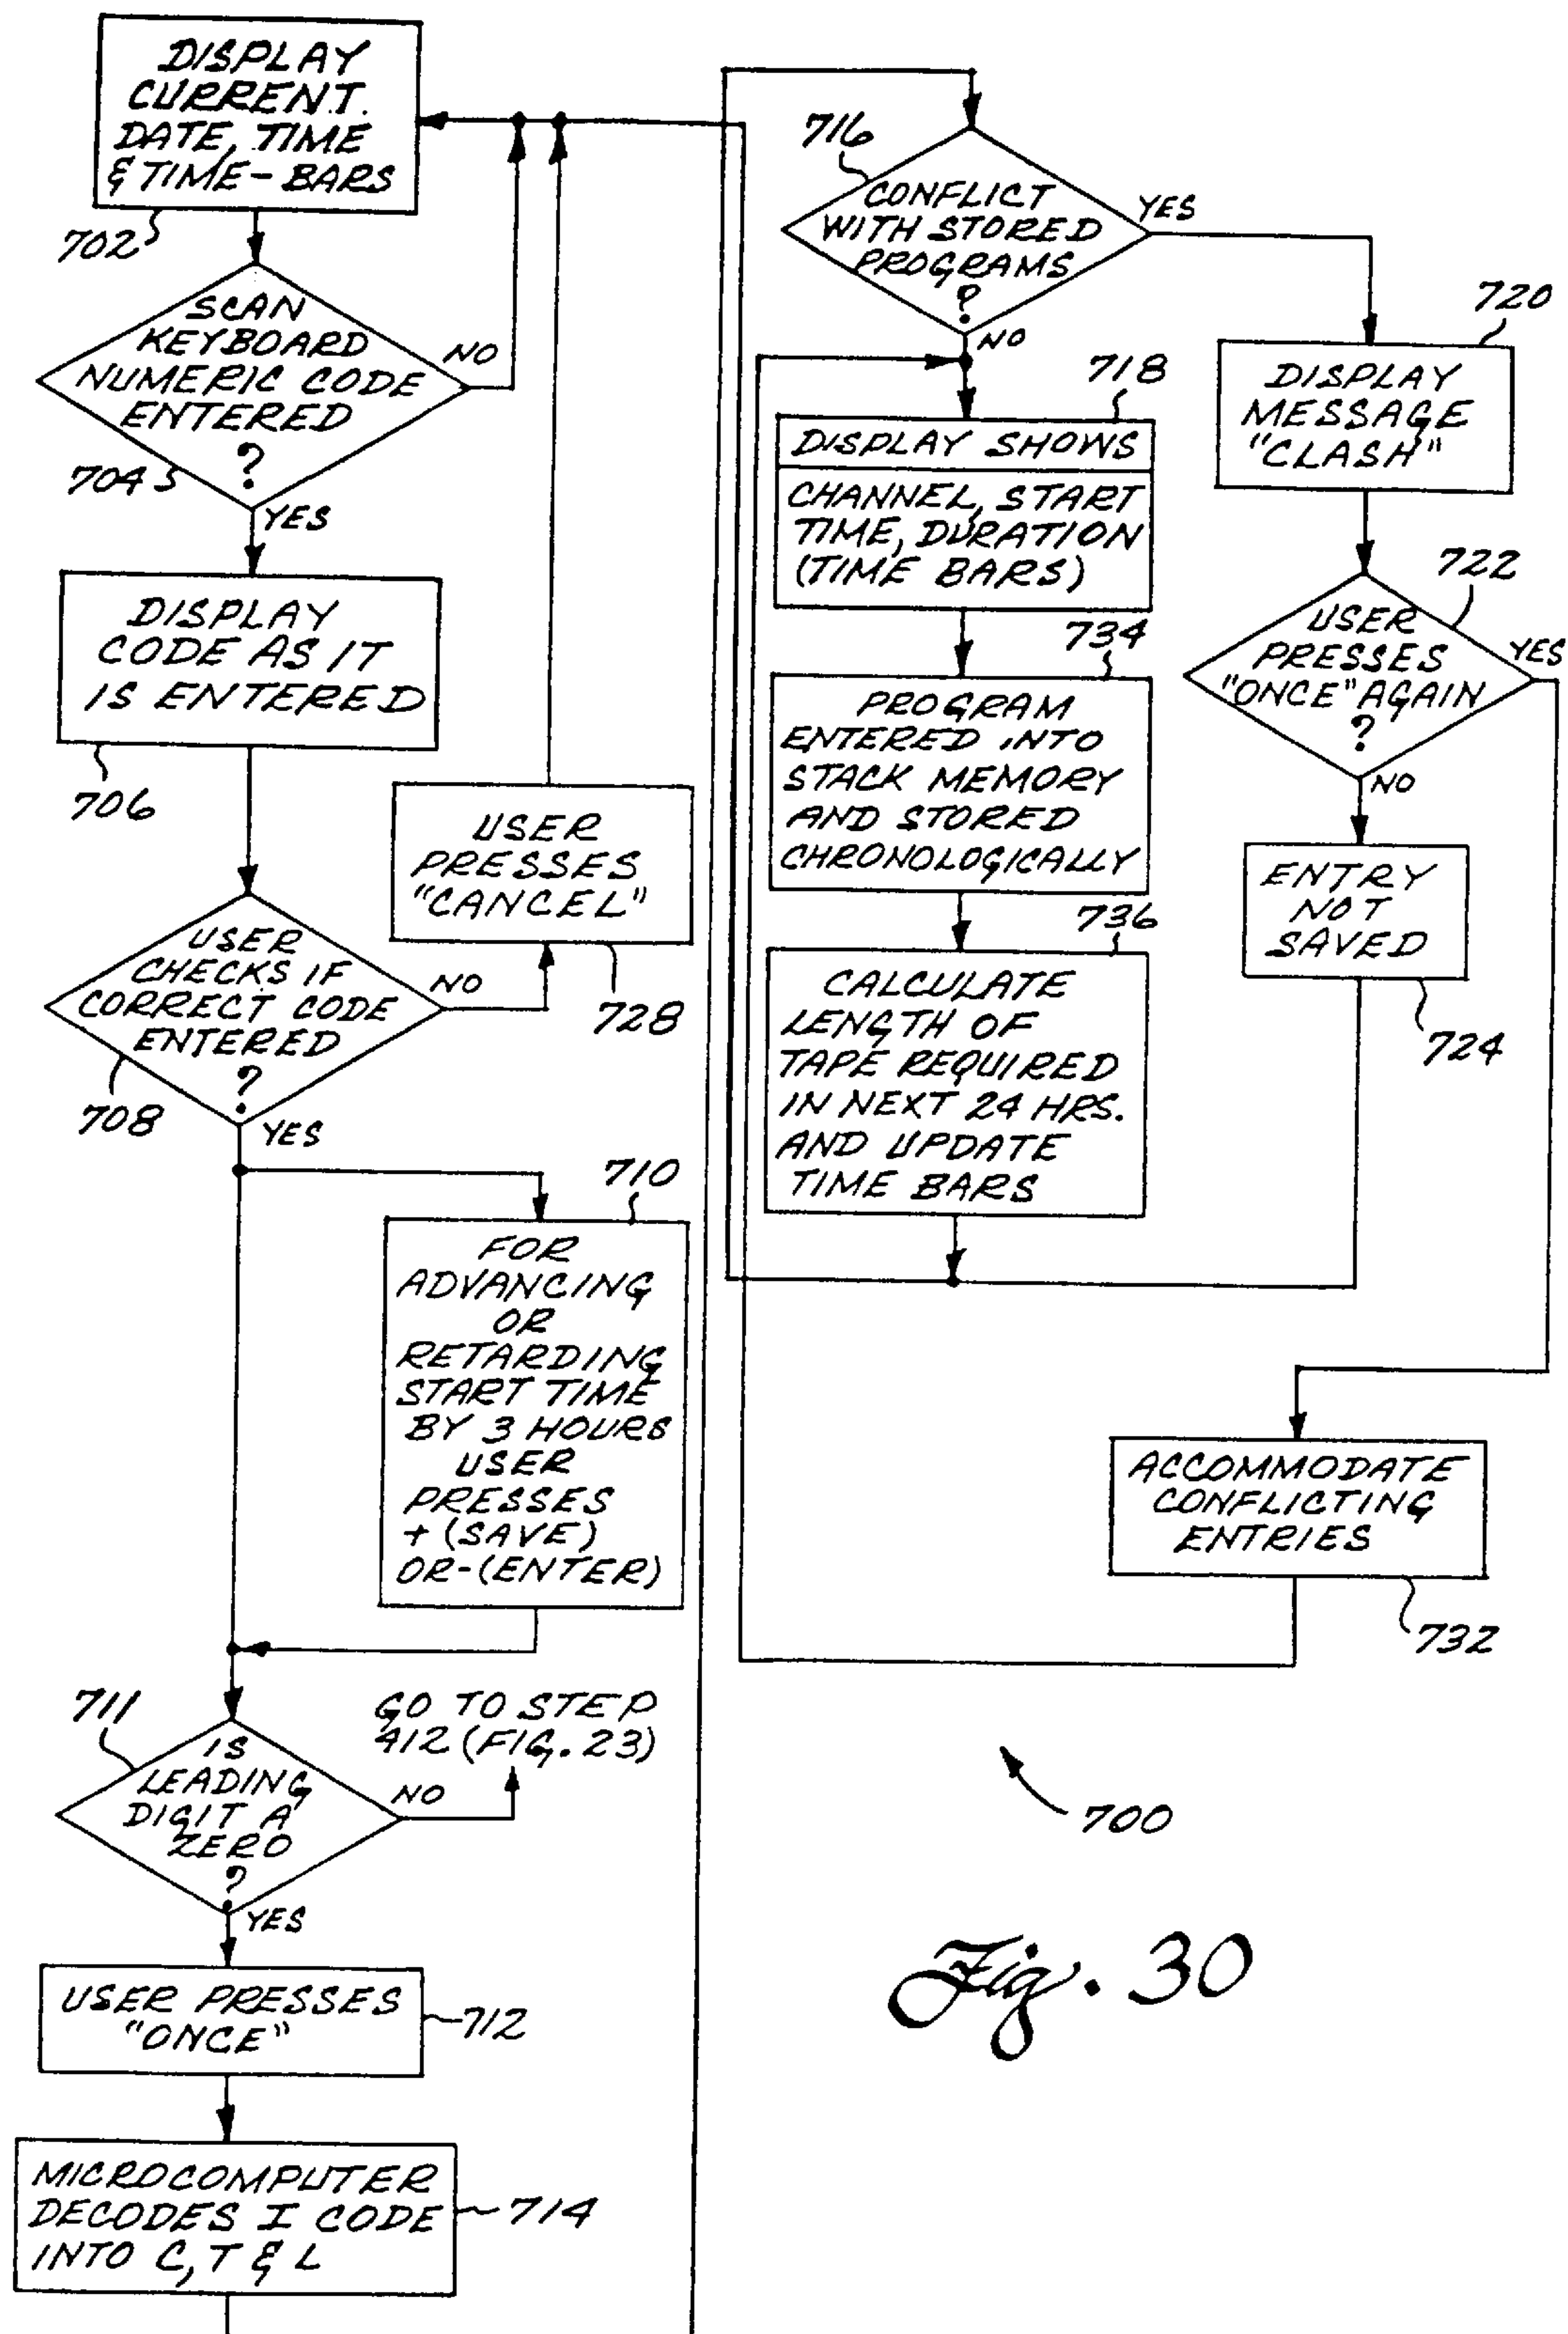 DISPLAY
CURRENT.
DATE, TIME
& TIME-BARS
702
SCAN
KEYBOARD
NUMERIC CODE
ENTERED
?
NO
704
YES
DISPLAY
CODE AS IT
IS ENTERED
706
USER
PRESSES
"CANCEL"
728
USER
CHECKS IF
CORRECT CODE
ENTERED
?
NO
708
YES
710
FOR
ADVANCING
OR
RETARDING
START TIME
BY 3 HOURS
USER
PRESSES
+ (SAVE)
OR-(ENTER)
711
IS
LEADING
DIGIT A
ZERO
?
NO
GO TO STEP
412 (FIG. 23)
YES
USER PRESSES
"ONCE"
712
MICROCOMPUTER
DECODES I CODE
INTO C, T & L
714
716
CONFLICT
WITH STORED
PROGRAMS
?
YES
NO
718
DISPLAY SHOWS
CHANNEL, START
TIME, DURATION
(TIME BARS)
734
PROGRAM
ENTERED INTO
STACK MEMORY
AND STORED
CHRONOLOGICALLY
736
CALCULATE
LENGTH OF
TAPE REQUIRED
IN NEXT 24 HRS.
AND UPDATE
TIME BARS
720
DISPLAY
MESSAGE
"CLASH"
722
USER
PRESSES
"ONCE" AGAIN
?
YES
NO
ENTRY
NOT
SAVED
724
ACCOMMODATE
CONFLICTING
ENTRIES
732
700
Fig. 30